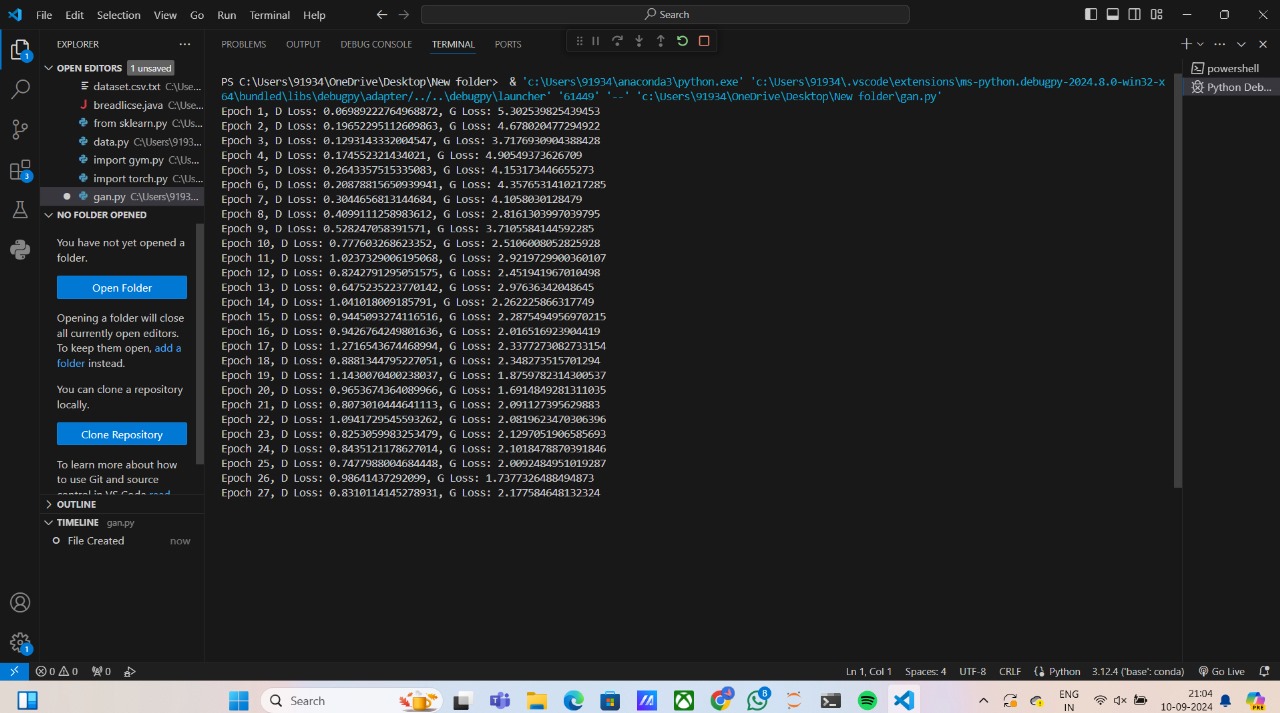 File Edit Selection View Go Run Terminal Help
Search
EXPLORER
PROBLEMS OUTPUT DEBUG CONSOLE TERMINAL PORTS
OPEN EDITORS 1 unsaved
dataset.csv.txt C:\Use...
breadlicse.java C:\Use...
from sklearn.py C:\Us...
data.py C:\Users\9193...
import gym.py C:\Us...
import torch.py C:\Us...
gan.py C:\Users\9193...
NO FOLDER OPENED
You have not yet opened a
folder.
Open Folder
Opening a folder will close
all currently open editors.
To keep them open, add a
folder instead.
You can clone a repository
locally.
Clone Repository
To learn more about how
to use Git and source
control in VS Code read
OUTLINE
TIMELINE gan.py
File Created now
PS C:\Users\91934\OneDrive\Desktop\New folder> & 'c:\Users\91934\anaconda3\python.exe' 'c:\Users\91934\.vscode\extensions\ms-python.debugpy-2024.8.0-win32-x
64\bundled\libs\debugpy\adapter/../..\debugpy\launcher' '61449' '--' 'c:\Users\91934\OneDrive\Desktop\New folder\gan.py'
Epoch 1, D Loss: 0.06989222764968872, G Loss: 5.302539825439453
Epoch 2, D Loss: 0.19652295112609863, G Loss: 4.678020477294922
Epoch 3, D Loss: 0.1293143332004547, G Loss: 3.7176930904388428
Epoch 4, D Loss: 0.174552321434021, G Loss: 4.90549373626709
Epoch 5, D Loss: 0.2643357515335083, G Loss: 4.153173446655273
Epoch 6, D Loss: 0.20878815650939941, G Loss: 4.3576531410217285
Epoch 7, D Loss: 0.3044656813144684, G Loss: 4.1058030128479
Epoch 8, D Loss: 0.4099111258983612, G Loss: 2.8161303997039795
Epoch 9, D Loss: 0.528247058391571, G Loss: 3.7105584144592285
Epoch 10, D Loss: 0.777603268623352, G Loss: 2.5106008052825928
Epoch 11, D Loss: 1.0237329006195068, G Loss: 2.9219729900360107
Epoch 12, D Loss: 0.8242791295051575, G Loss: 2.451941967010498
Epoch 13, D Loss: 0.6475235223770142, G Loss: 2.97636342048645
Epoch 14, D Loss: 1.041018009185791, G Loss: 2.262225866317749
Epoch 15, D Loss: 0.9445093274116516, G Loss: 2.2875494956970215
Epoch 16, D Loss: 0.9426764249801636, G Loss: 2.016516923904419
Epoch 17, D Loss: 1.2716543674468994, G Loss: 2.3377273082733154
Epoch 18, D Loss: 0.8881344795227051, G Loss: 2.348273515701294
Epoch 19, D Loss: 1.1430070400238037, G Loss: 1.8759782314300537
Epoch 20, D Loss: 0.9653674364089966, G Loss: 1.6914849281311035
Epoch 21, D Loss: 0.8073010444641113, G Loss: 2.091127395629883
Epoch 22, D Loss: 1.0941729545593262, G Loss: 2.0819623470306396
Epoch 23, D Loss: 0.8253059983253479, G Loss: 2.1297051906585693
Epoch 24, D Loss: 0.8435121178627014, G Loss: 2.1018478870391846
Epoch 25, D Loss: 0.7477988004684448, G Loss: 2.0092484951019287
Epoch 26, D Loss: 0.98641437292099, G Loss: 1.7377326488494873
Epoch 27, D Loss: 0.8310114145278931, G Loss: 2.177584648132324
powershell
Python Deb...
0 0 0 Ln 1, Col 1 Spaces: 4 UTF-8 CRLF Python 3.12.4 ('base': conda) Go Live
Search
ENG
IN
21:04
10-09-2024